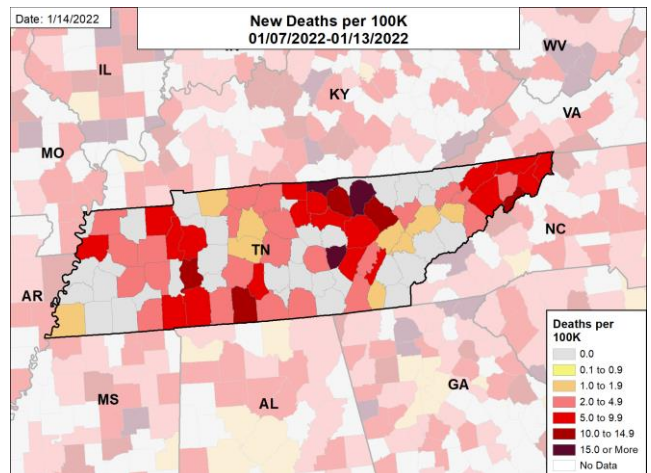 Date: 1/14/2022
New Deaths per 100K
01/07/2022-01/13/2022
IL
WV
KY
VA
MO
TN
NC
AR
MS
AL
GA
Deaths per
100K
0.0
0.1 to 0.9
1.0 to 1.9
2.0 to 4.9
5.0 to 9.9
10.0 to 14.9
15.0 or More
No Data